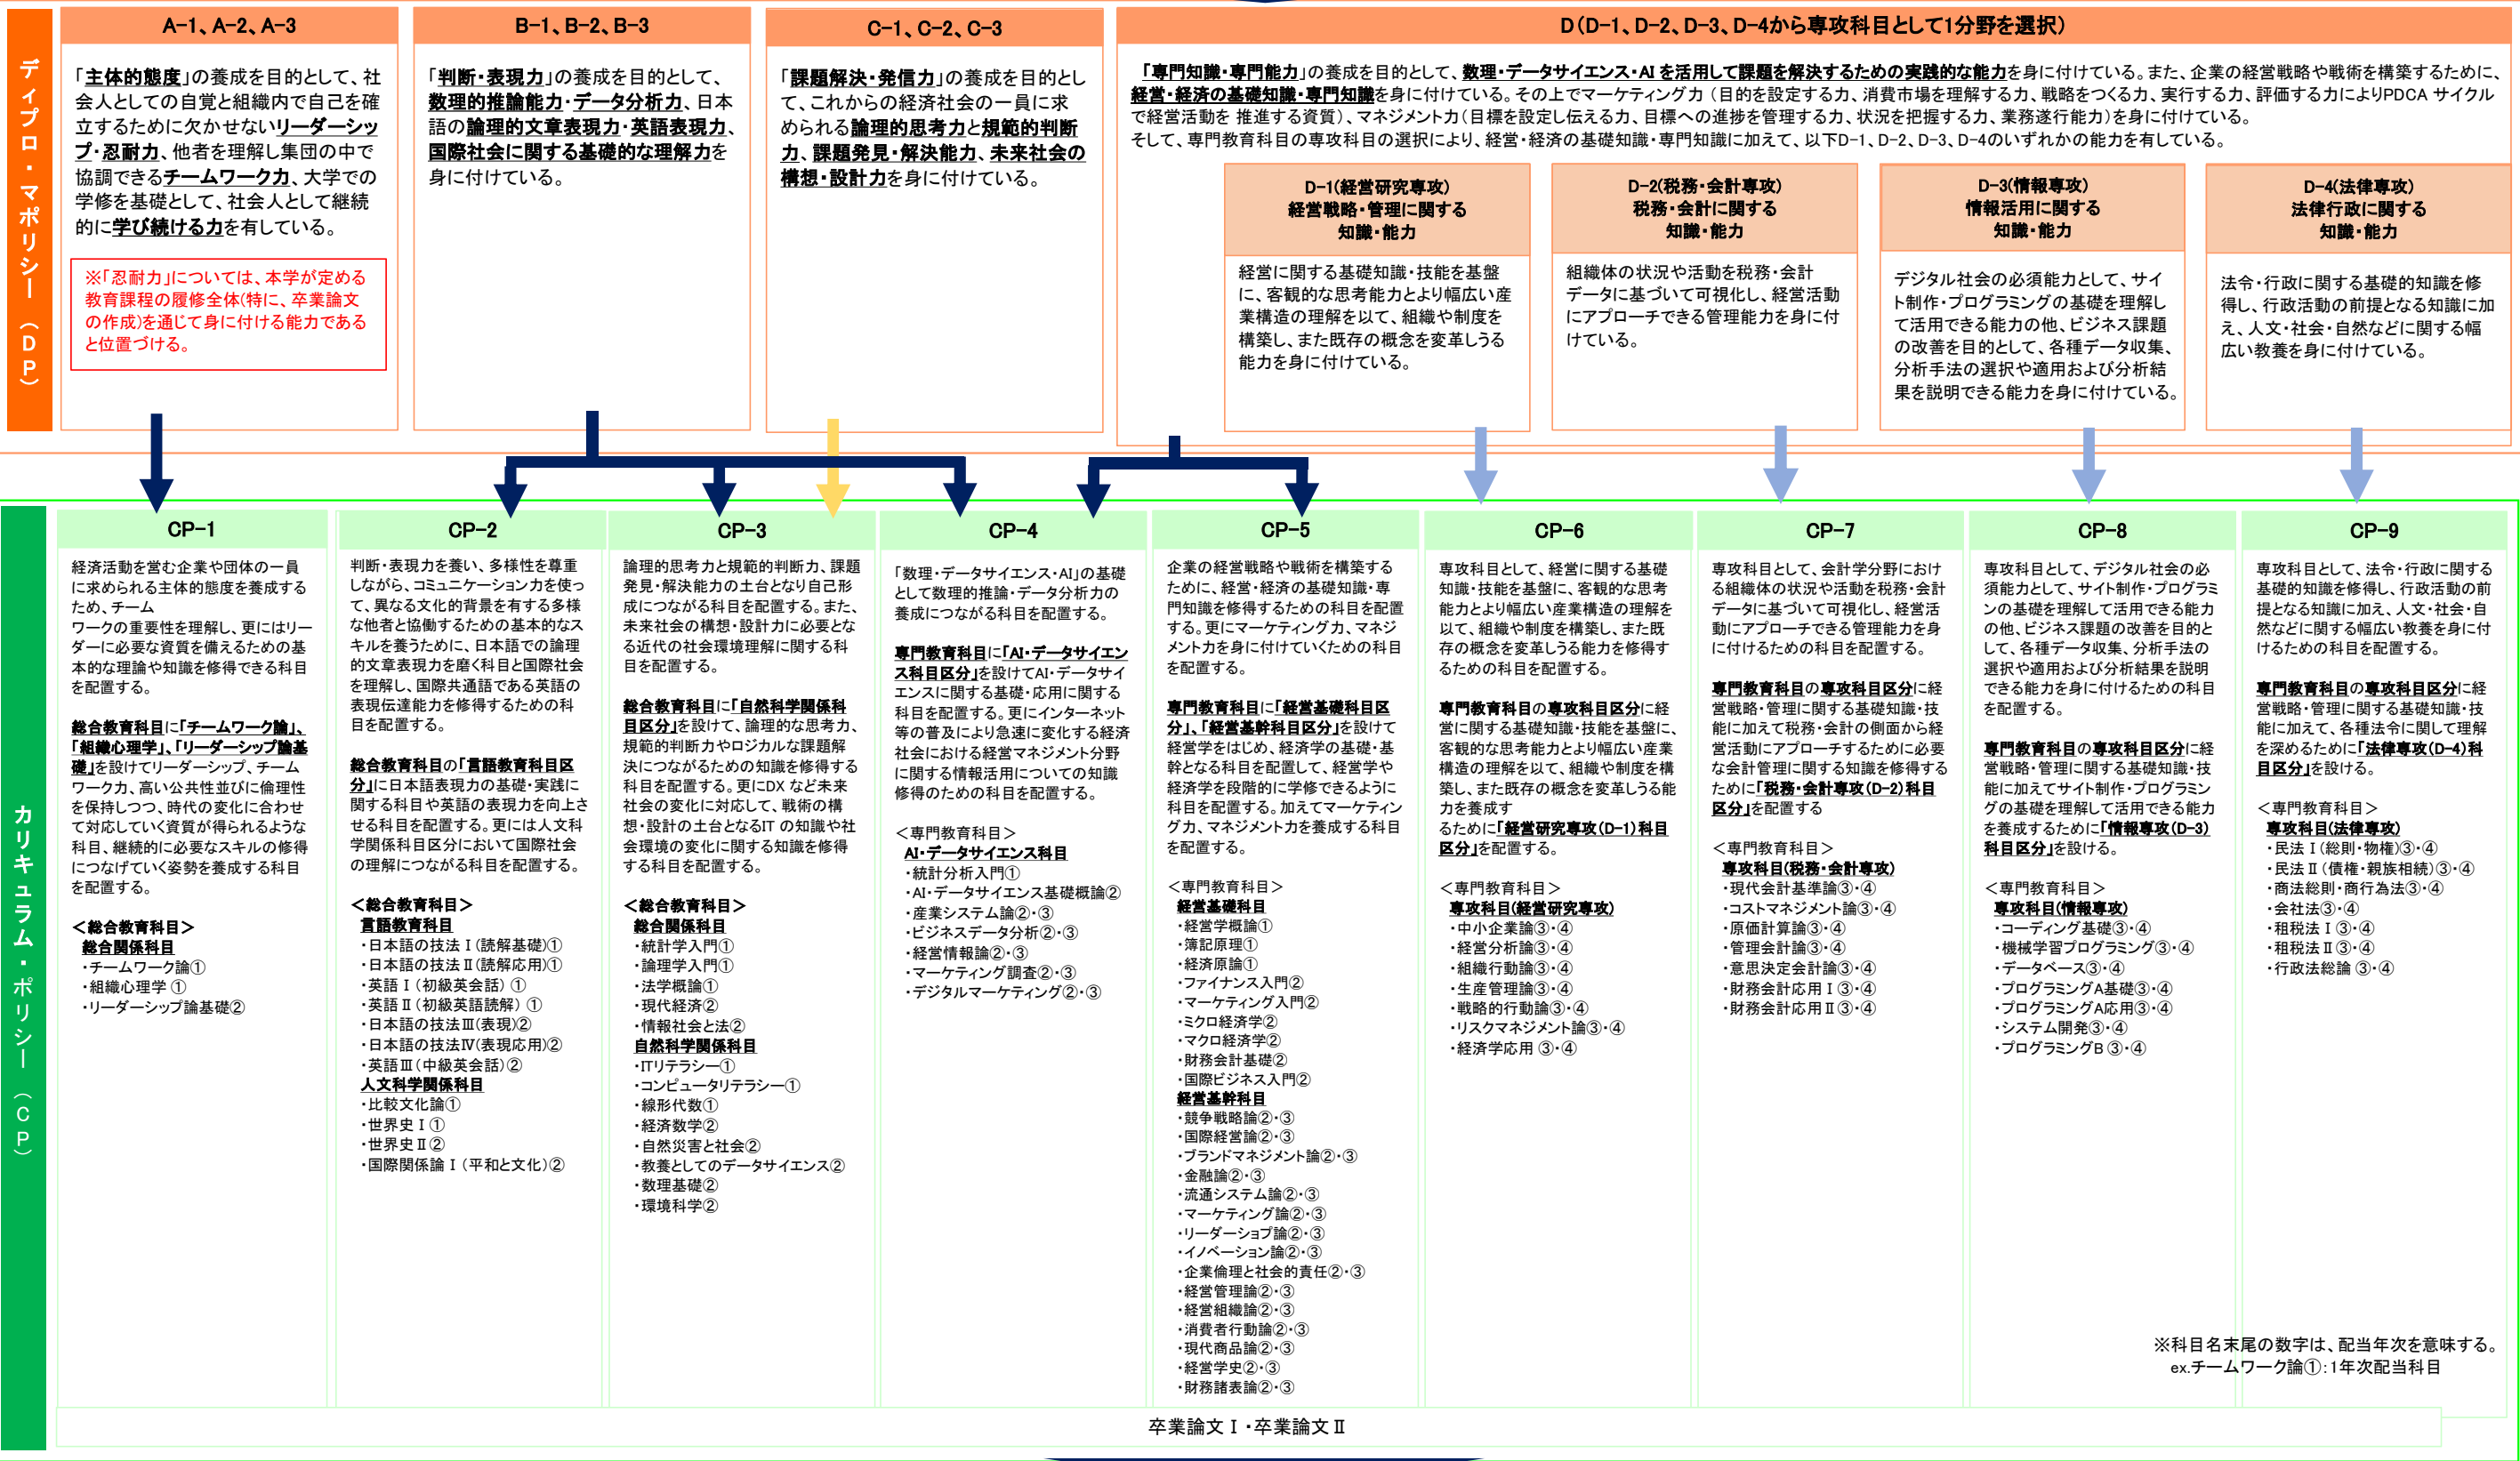 ディプロ・マポリシー（DP）
A-1、A-2、A-3
「主体的態度」の養成を目的として、社
会人としての自覚と組織内で自己を確
立するために欠かせないリーダーシッ
プ・忍耐力、他者を理解し集団の中で
協調できるチームワーク力、大学での
学修を基礎として、社会人として継続
的に学び続ける力を有している。
※「忍耐力」については、本学が定める
教育課程の履修全体(特に、卒業論文
の作成)を通じて身に付ける能力である
と位置づける。
B-1、B-2、B-3
「判断・表現力」の養成を目的として、
数理的推論能力・データ分析力、日本
語の論理的文章表現力・英語表現力、
国際社会に関する基礎的な理解力を
身に付けている。
C-1、C-2、C-3
「課題解決・発信力」の養成を目的とし
て、これからの経済社会の一員に求
められる論理的思考力と規範的判断
力、課題発見・解決能力、未来社会の
構想・設計力を身に付けている。
D（D-1、D-2、D-3、D-4から専攻科目として1分野を選択）
「専門知識・専門能力」の養成を目的として、数理・データサイエンス・AI を活用して課題を解決するための実践的な能力を身に付けている。また、企業の経営戦略や戦術を構築するために、
経営・経済の基礎知識・専門知識を身に付けている。その上でマーケティング力（目的を設定する力、消費市場を理解する力、戦略をつくる力、実行する力、評価する力によりPDCA サイクル
で経営活動を 推進する資質）、マネジメント力（目標を設定し伝える力、目標への進捗を管理する力、状況を把握する力、業務遂行能力）を身に付けている。
そして、専門教育科目の専攻科目の選択により、経営・経済の基礎知識・専門知識に加えて、以下D-1、D-2、D-3、D-4のいずれかの能力を有している。
D-1(経営研究専攻)
経営戦略・管理に関する
知識・能力
経営に関する基礎知識・技能を基盤
に、客観的な思考能力とより幅広い産
業構造の理解を以て、組織や制度を
構築し、また既存の概念を変革しうる
能力を身に付けている。
D-2(税務・会計専攻)
税務・会計に関する
知識・能力
組織体の状況や活動を税務・会計
データに基づいて可視化し、経営活動
にアプローチできる管理能力を身に付
けている。
D-3(情報専攻)
情報活用に関する
知識・能力
デジタル社会の必須能力として、サイ
ト制作・プログラミングの基礎を理解し
て活用できる能力の他、ビジネス課題
の改善を目的として、各種データ収集、
分析手法の選択や適用および分析結
果を説明できる能力を身に付けている。
D-4(法律専攻)
法律行政に関する
知識・能力
法令・行政に関する基礎的知識を修
得し、行政活動の前提となる知識に加
え、人文・社会・自然などに関する幅
広い教養を身に付けている。
カリキュラム・ポリシー（CP）
CP-1
経済活動を営む企業や団体の一員
に求められる主体的態度を養成する
ため、チーム
ワークの重要性を理解し、更にはリー
ダーに必要な資質を備えるための基
本的な理論や知識を修得できる科目
を配置する。
総合教育科目に「チームワーク論」、
「組織心理学」、「リーダーシップ論基
礎」を設けてリーダーシップ、チーム
ワーク力、高い公共性並びに倫理性
を保持しつつ、時代の変化に合わせ
て対応していく資質が得られるような
科目、継続的に必要なスキルの修得
につなげていく姿勢を養成する科目
を配置する。
＜総合教育科目＞
総合関係科目
・チームワーク論①
・組織心理学 ①
・リーダーシップ論基礎②
CP-2
判断・表現力を養い、多様性を尊重
しながら、コミュニケーション力を使っ
て、異なる文化的背景を有する多様
な他者と協働するための基本的なス
キルを養うために、日本語での論理
的文章表現力を磨く科目と国際社会
を理解し、国際共通語である英語の
表現伝達能力を修得するための科
目を配置する。
総合教育科目の「言語教育科目区
分」に日本語表現力の基礎・実践に
関する科目や英語の表現力を向上さ
せる科目を配置する。更には人文科
学関係科目区分において国際社会
の理解につながる科目を配置する。
＜総合教育科目＞
言語教育科目
・日本語の技法Ⅰ(読解基礎)①
・日本語の技法Ⅱ(読解応用)①
・英語Ⅰ（初級英会話）①
・英語Ⅱ（初級英語読解）①
・日本語の技法Ⅲ(表現)②
・日本語の技法Ⅳ(表現応用)②
・英語Ⅲ(中級英会話)②
人文科学関係科目
・比較文化論①
・世界史Ⅰ①
・世界史Ⅱ②
・国際関係論Ⅰ（平和と文化）②
CP-3
論理的思考力と規範的判断力、課題
発見・解決能力の土台となり自己形
成につながる科目を配置する。また、
未来社会の構想・設計力に必要とな
る近代の社会環境理解に関する科
目を配置する。
総合教育科目に「自然科学関係科
目区分」を設けて、論理的な思考力、
規範的判断力やロジカルな課題解
決につながるための知識を修得する
科目を配置する。更にDX など未来
社会の変化に対応して、戦術の構
想・設計の土台となるIT の知識や社
会環境の変化に関する知識を修得
する科目を配置する。
＜総合教育科目＞
総合関係科目
・統計学入門①
・論理学入門①
・法学概論①
・現代経済②
・情報社会と法②
自然科学関係科目
・ITリテラシー①
・コンピュータリテラシー①
・線形代数①
・経済数学②
・自然災害と社会②
・教養としてのデータサイエンス②
・数理基礎②
・環境科学②
CP-4
「数理・データサイエンス・AI」の基礎
として数理的推論・データ分析力の
養成につながる科目を配置する。
専門教育科目に「AI・データサイエン
ス科目区分」を設けてAI・データサイ
エンスに関する基礎・応用に関する
科目を配置する。更にインターネット
等の普及により急速に変化する経済
社会における経営マネジメント分野
に関する情報活用についての知識
修得のための科目を配置する。
＜専門教育科目＞
AI・データサイエンス科目
・統計分析入門①
・AI・データサイエンス基礎概論②
・産業システム論②・③
・ビジネスデータ分析②・③
・経営情報論②・③
・マーケティング調査②・③
・デジタルマーケティング②・③
CP-5
企業の経営戦略や戦術を構築する
ために、経営・経済の基礎知識・専
門知識を修得するための科目を配置
する。更にマーケティング力、マネジ
メント力を身に付けていくための科目
を配置する。
専門教育科目に「経営基礎科目区
分」、「経営基幹科目区分」を設けて
経営学をはじめ、経済学の基礎・基
幹となる科目を配置して、経営学や
経済学を段階的に学修できるように
科目を配置する。加えてマーケティン
グ力、マネジメント力を養成する科目
を配置する。
＜専門教育科目＞
経営基礎科目
・経営学概論①
・簿記原理①
・経済原論①
・ファイナンス入門②
・マーケティング入門②
・ミクロ経済学②
・マクロ経済学②
・財務会計基礎②
・国際ビジネス入門②
経営基幹科目
・競争戦略論②・③
・国際経営論②・③
・ブランドマネジメント論②・③
・金融論②・③
・流通システム論②・③
・マーケティング論②・③
・リーダーショプ論②・③
・イノベーション論②・③
・企業倫理と社会的責任②・③
・経営管理論②・③
・経営組織論②・③
・消費者行動論②・③
・現代商品論②・③
・経営学史②・③
・財務諸表論②・③
CP-6
専攻科目として、経営に関する基礎
知識・技能を基盤に、客観的な思考
能力とより幅広い産業構造の理解を
以て、組織や制度を構築し、また既
存の概念を変革しうる能力を修得す
るための科目を配置する。
専門教育科目の専攻科目区分に経
営に関する基礎知識・技能を基盤に、
客観的な思考能力とより幅広い産業
構造の理解を以て、組織や制度を構
築し、また既存の概念を変革しうる能
力を養成す
るために「経営研究専攻(D-1)科目
区分」を配置する。
＜専門教育科目＞
専攻科目(経営研究専攻)
・中小企業論③・④
・経営分析論③・④
・組織行動論③・④
・生産管理論③・④
・戦略的行動論③・④
・リスクマネジメント論③・④
・経済学応用 ③・④
CP-7
専攻科目として、会計学分野におけ
る組織体の状況や活動を税務・会計
データに基づいて可視化し、経営活
動にアプローチできる管理能力を身
に付けるための科目を配置する。
専門教育科目の専攻科目区分に経
営戦略・管理に関する基礎知識・技
能に加えて税務・会計の側面から経
営活動にアプローチするために必要
な会計管理に関する知識を修得する
ために「税務・会計専攻(D-2)科目
区分」を配置する
＜専門教育科目＞
専攻科目(税務・会計専攻)
・現代会計基準論③・④
・コストマネジメント論③・④
・原価計算論③・④
・管理会計論③・④
・意思決定会計論③・④
・財務会計応用Ⅰ③・④
・財務会計応用Ⅱ③・④
CP-8
専攻科目として、デジタル社会の必
須能力として、サイト制作・プログラミ
ンの基礎を理解して活用できる能力
の他、ビジネス課題の改善を目的と
して、各種データ収集、分析手法の
選択や適用および分析結果を説明
できる能力を身に付けるための科目
を配置する。
専門教育科目の専攻科目区分に経
営戦略・管理に関する基礎知識・技
能に加えてサイト制作・プログラミン
グの基礎を理解して活用できる能力
を養成するために「情報専攻(D-3)
科目区分」を設ける。
＜専門教育科目＞
専攻科目(情報専攻)
・コーディング基礎③・④
・機械学習プログラミング③・④
・データベース③・④
・プログラミングA基礎③・④
・プログラミングA応用③・④
・システム開発③・④
・プログラミングB ③・④
CP-9
専攻科目として、法令・行政に関する
基礎的知識を修得し、行政活動の前
提となる知識に加え、人文・社会・自
然などに関する幅広い教養を身に付
けるための科目を配置する。
専門教育科目の専攻科目区分に経
営戦略・管理に関する基礎知識・技
能に加えて、各種法令に関して理解
を深めるために「法律専攻(D-4)科
目区分」を設ける。
＜専門教育科目＞
専攻科目(法律専攻)
・民法Ⅰ(総則・物権)③・④
・民法Ⅱ(債権・親族相続)③・④
・商法総則・商行為法③・④
・会社法③・④
・租税法Ⅰ③・④
・租税法Ⅱ③・④
・行政法総論 ③・④
※科目名末尾の数字は、配当年次を意味する。
ex.チームワーク論①:1年次配当科目
卒業論文Ⅰ・卒業論文Ⅱ